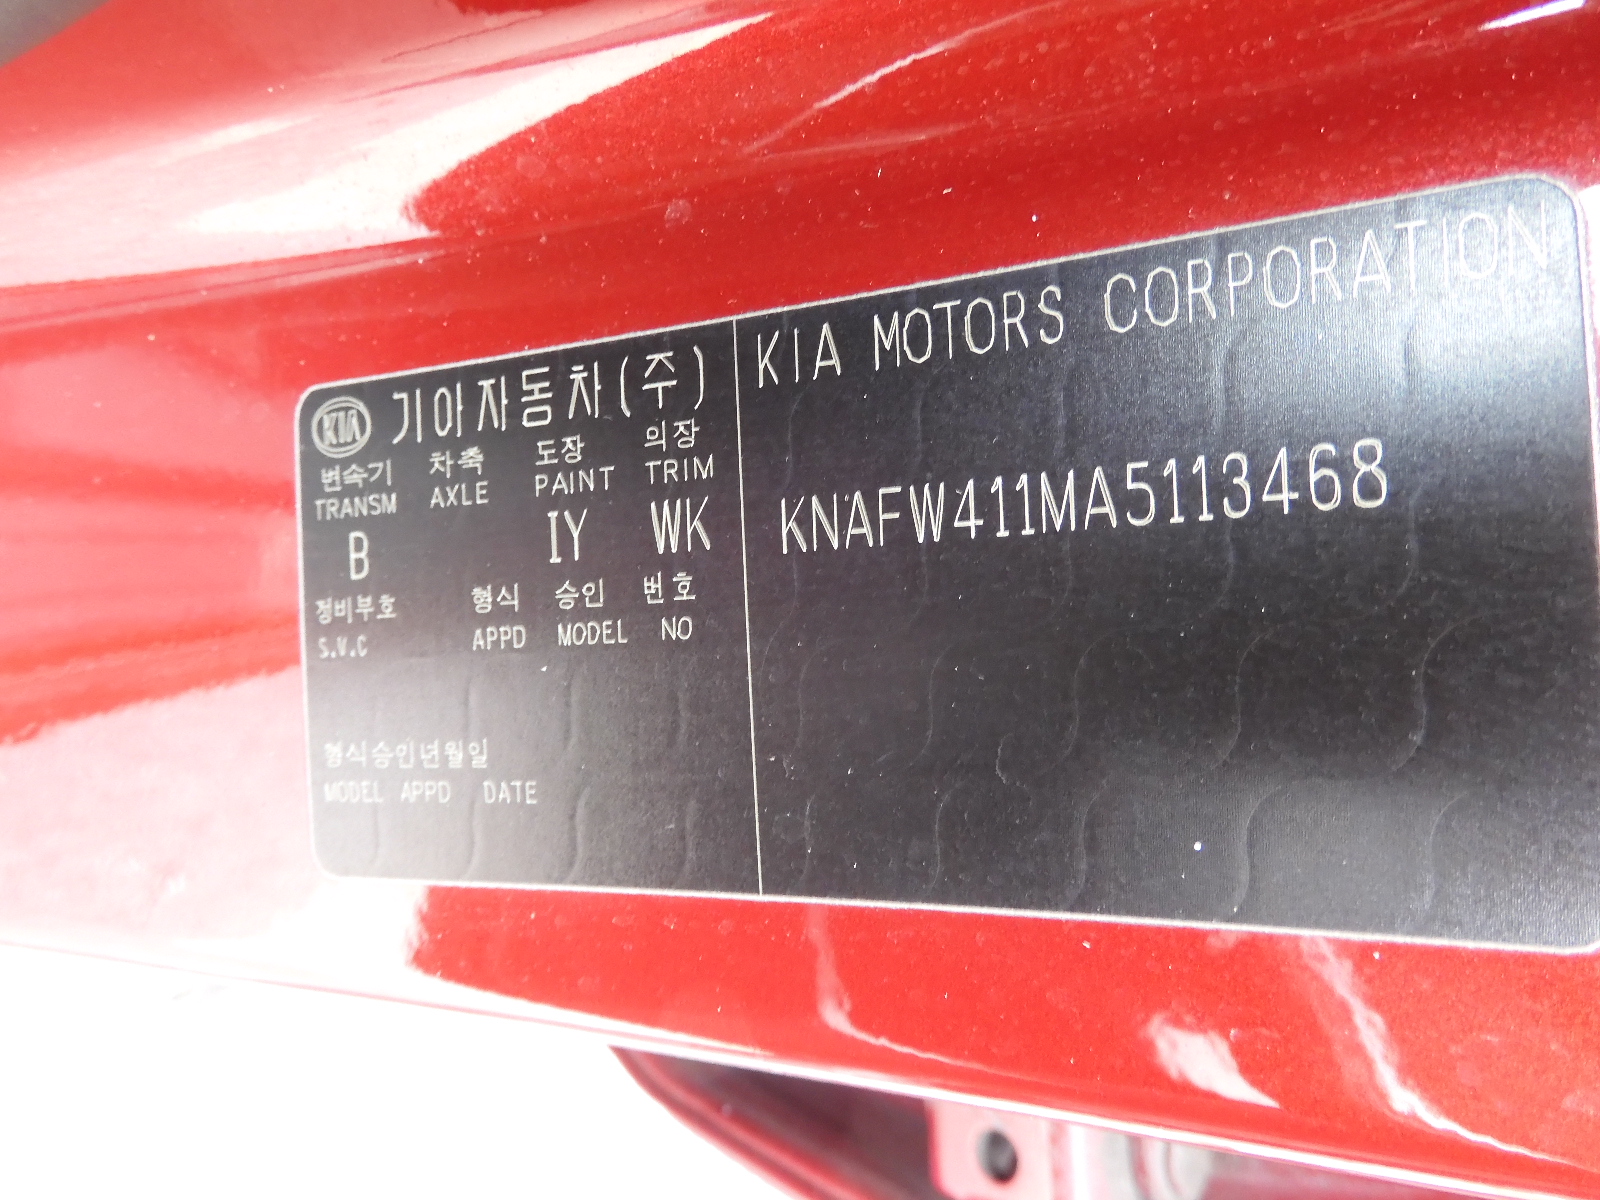 KIA 기아자동차(주)
변속기 차축 도장 의장
TRANSM AXLE PAINT TRIM
B IY WK
정비부호 형식 승인 번호
S.V.C APPD MODEL NO
형식승인년월일
MODEL APPD DATE
KIA MOTORS CORPORATION
KNAFW411MA5113468